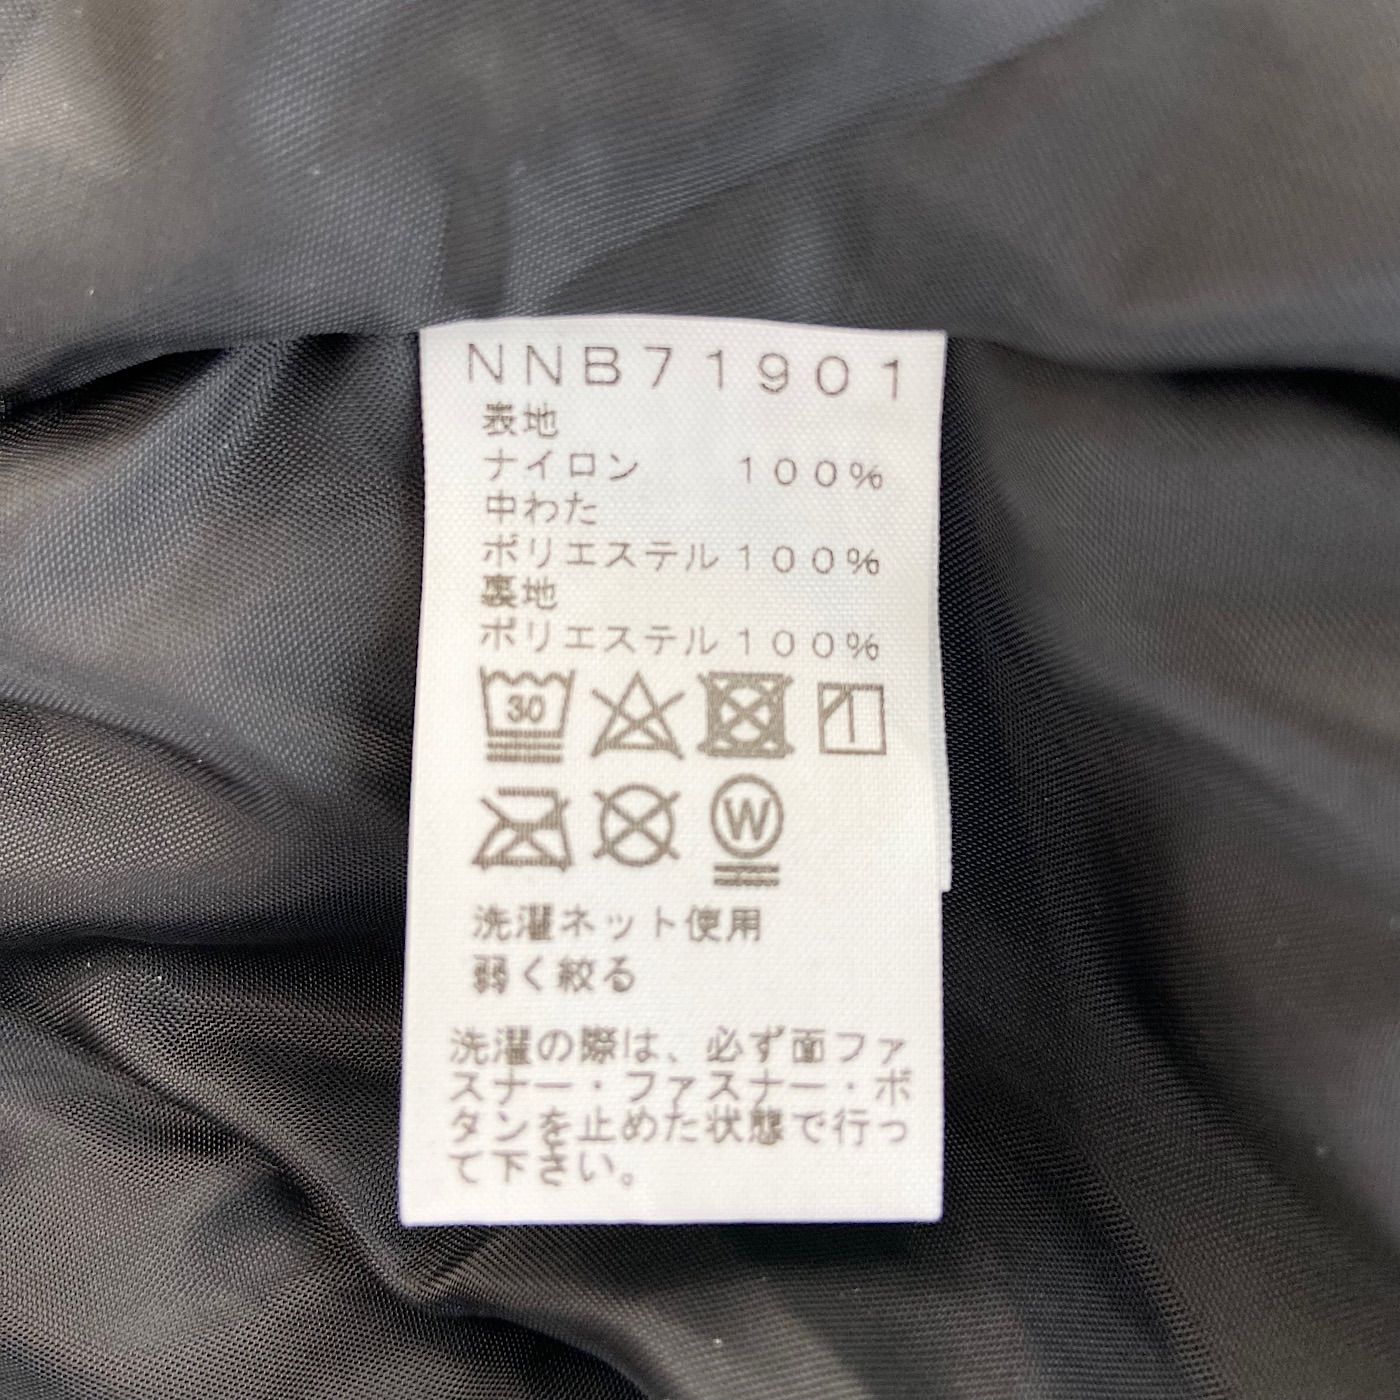 NNB71901
表地
ナイロン 100%
中わた
ポリエステル100%
裏地
ポリエステル100%
30
W
洗濯ネット使用
弱く絞る
洗濯の際は、必ず面ファ
スナー・ファスナー・ボ
タンを止めた状態で行っ
て下さい。